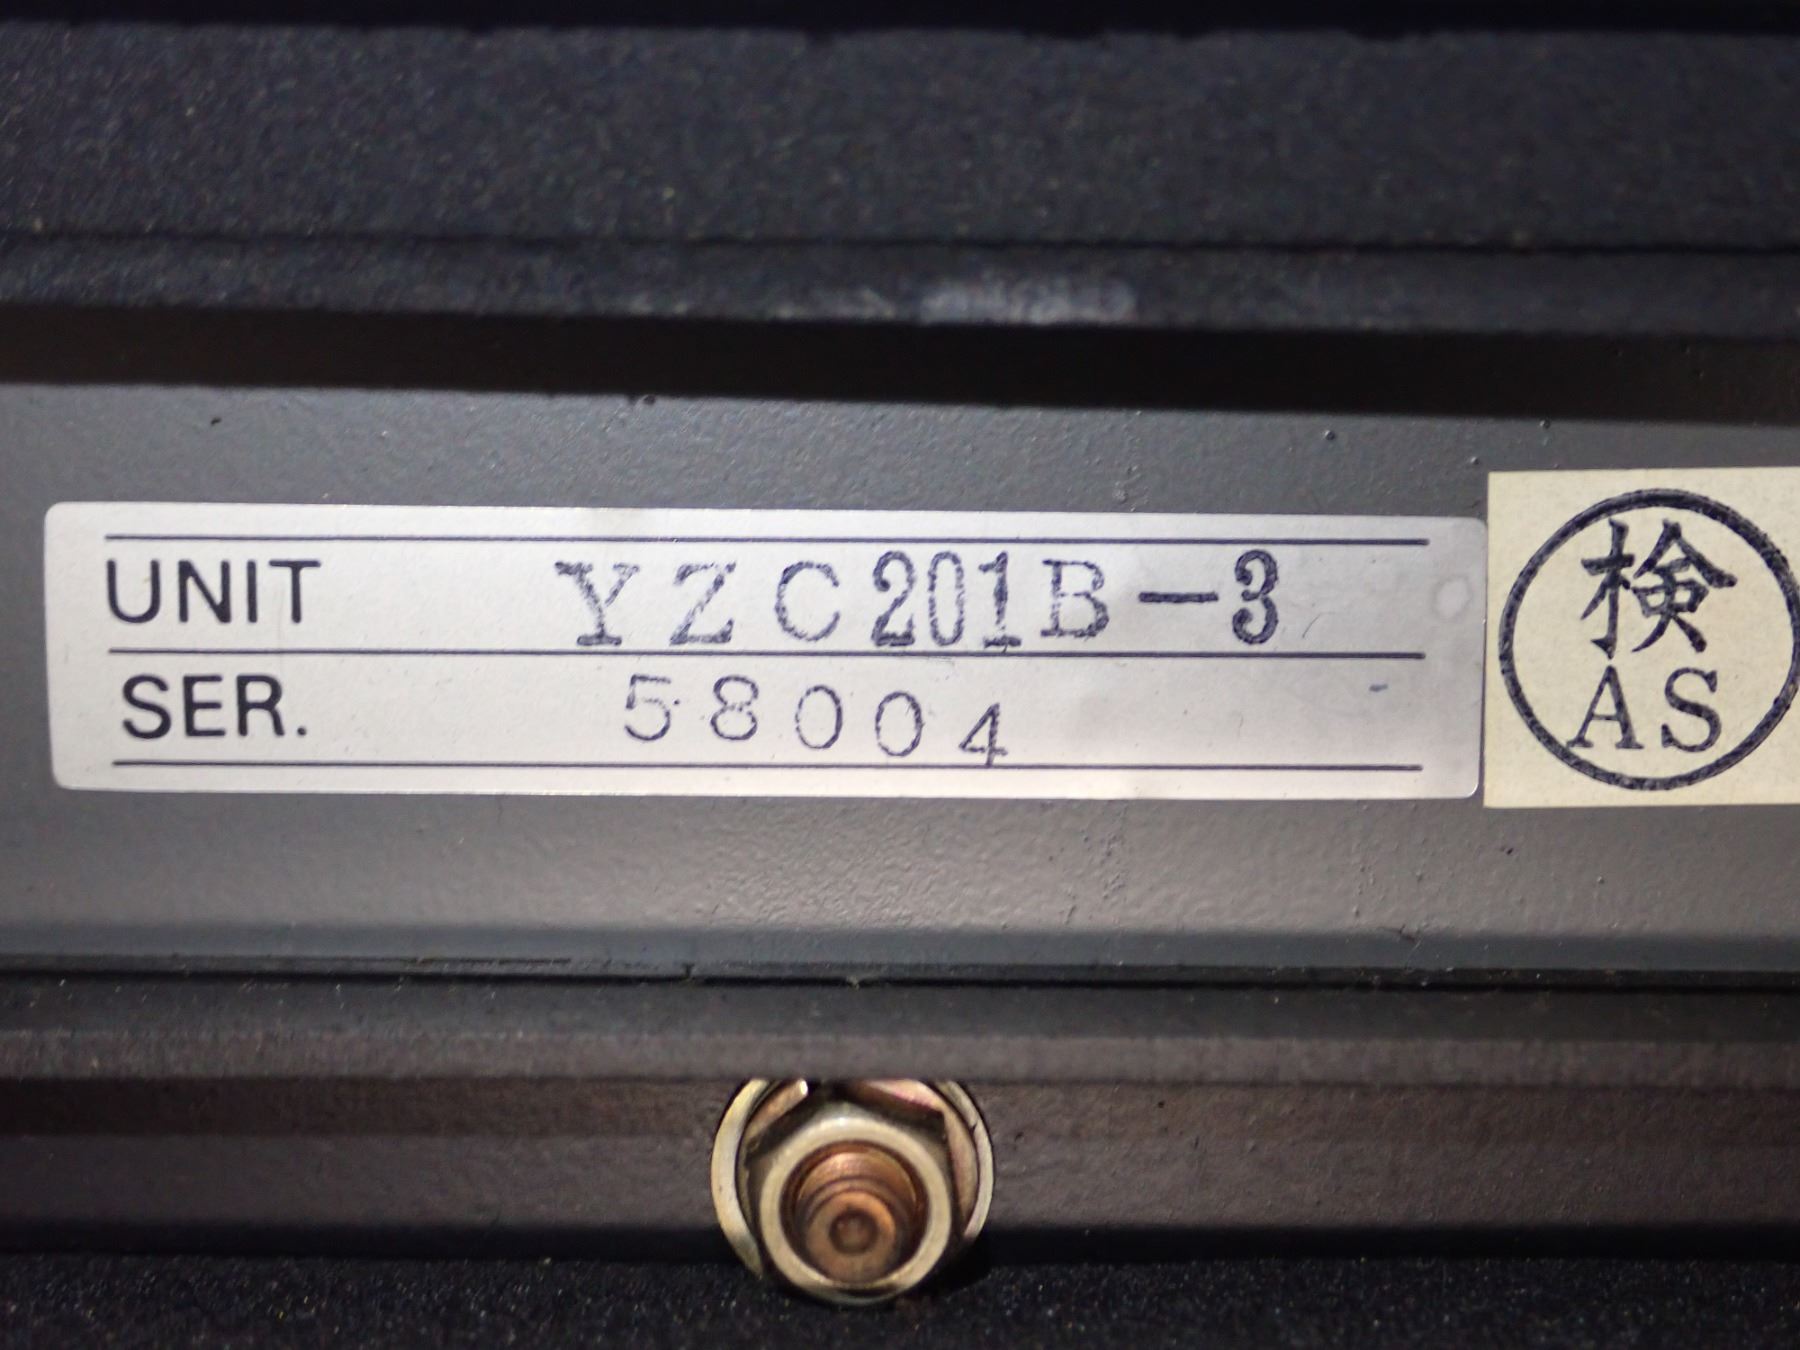 UNIT YZC201B-3
SER. 58004
検
AS